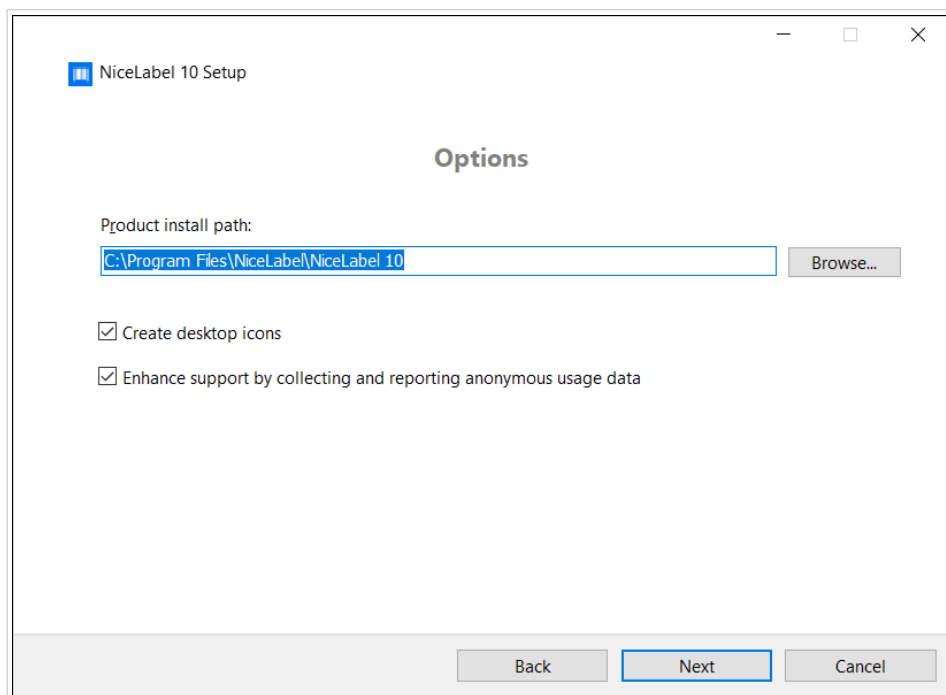 NiceLabel 10 Setup
Options
Product install path:
C:\Program Files\NiceLabel\NiceLabel 10
Browse...
Create desktop icons
Enhance support by collecting and reporting anonymous usage data
Back Next Cancel